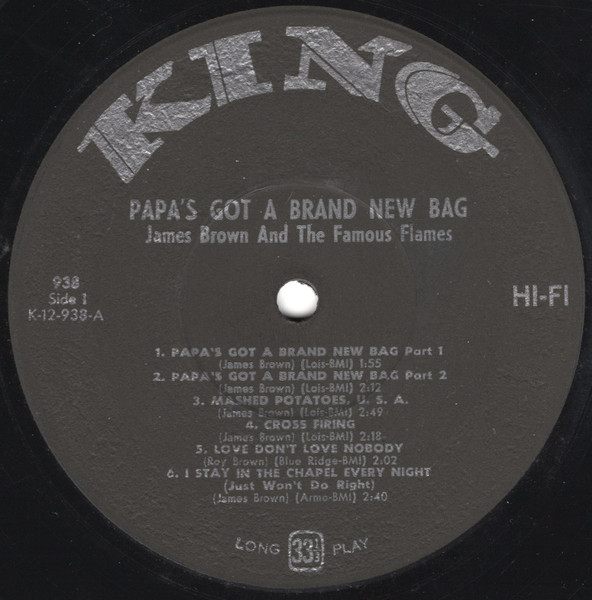 KING
PAPA'S GOT A BRAND NEW BAG
James Brown And The Famous Flames
938
Side 1
K-12-938-A
HI-FI
1. PAPA'S GOT A BRAND NEW BAG Part 1
(James Brown) (Lois-BMI) 1:55
2. PAPA'S GOT A BRAND NEW BAG Part 2
(James Brown) (Lois-BMI) 2:12
3. MASHED POTATOES, U. S. A.
(James Brown) (Lois-BMI) 2:49
4. CROSS FIRING
(James Brown) (Lois-BMI) 2:18
5. LOVE DON'T LOVE NOBODY
(Roy Brown) (Blue Ridge-BMI) 2:02
6. I STAY IN THE CHAPEL EVERY NIGHT
(Just Won't Do Right)
(James Brown) (Armo-BMI) 2:40
LONG 33 1/3 PLAY